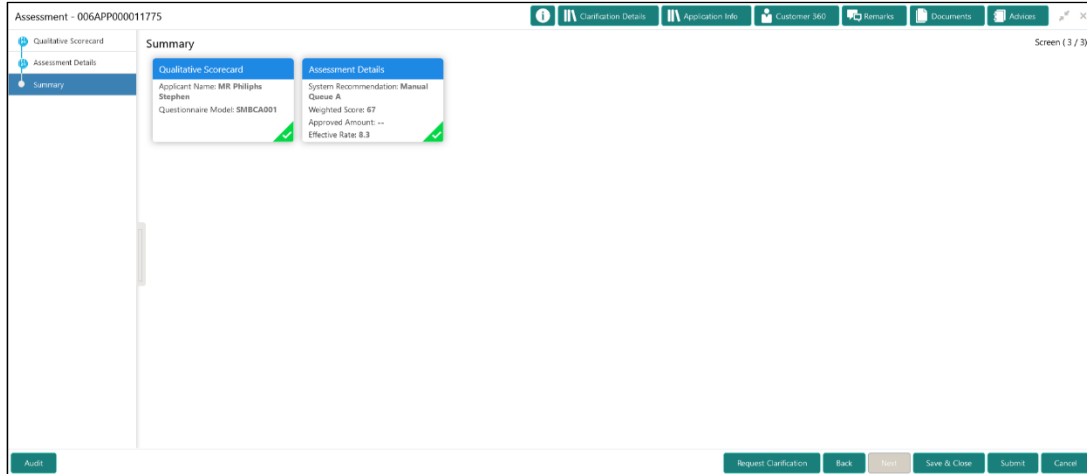 Assessment - 006APP000011775
Clarification Details
Application Info
Customer 360
Remarks
Documents
Advices
Qualitative Scorecard
Assessment Details
Summary
Summary
Screen ( 3 / 3)
Qualitative Scorecard
Applicant Name: MR Philiphs
Stephen
Questionnaire Model: SMBCA001
Assessment Details
System Recommendation: Manual
Queue A
Weighted Score: 67
Approved Amount: --
Effective Rate: 8.3
Audit
Request Clarification
Back
Next
Save & Close
Submit
Cancel